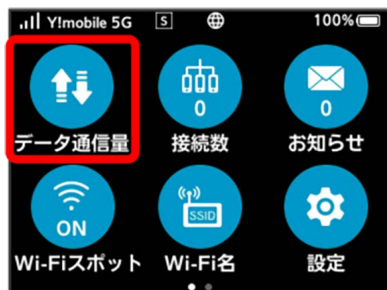 Y!mobile 5G S 100%
0 0
データ通信量 接続数 お知らせ
ON SSID
Wi-Fiスポット Wi-Fi名 設定